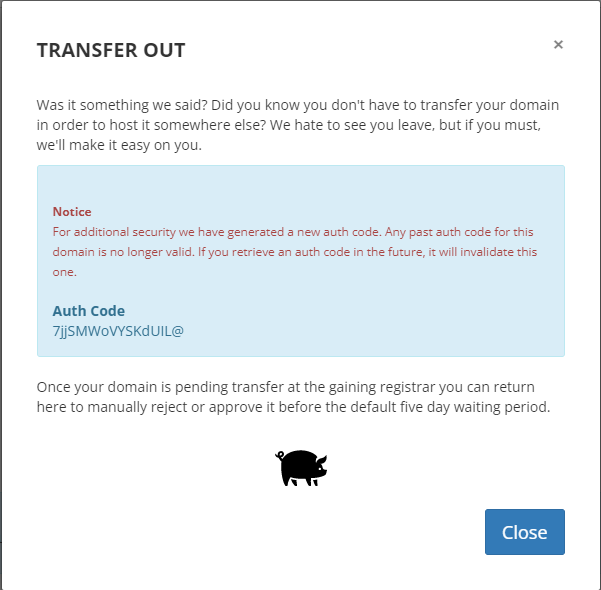 TRANSFER OUT
×
Was it something we said? Did you know you don't have to transfer your domain
in order to host it somewhere else? We hate to see you leave, but if you must,
we'll make it easy on you.
Notice
For additional security we have generated a new auth code. Any past auth code for this
domain is no longer valid. If you retrieve an auth code in the future, it will invalidate this
one.
Auth Code
7jjSMWoVYSKdUIL@
Once your domain is pending transfer at the gaining registrar you can return
here to manually reject or approve it before the default five day waiting period.
Close